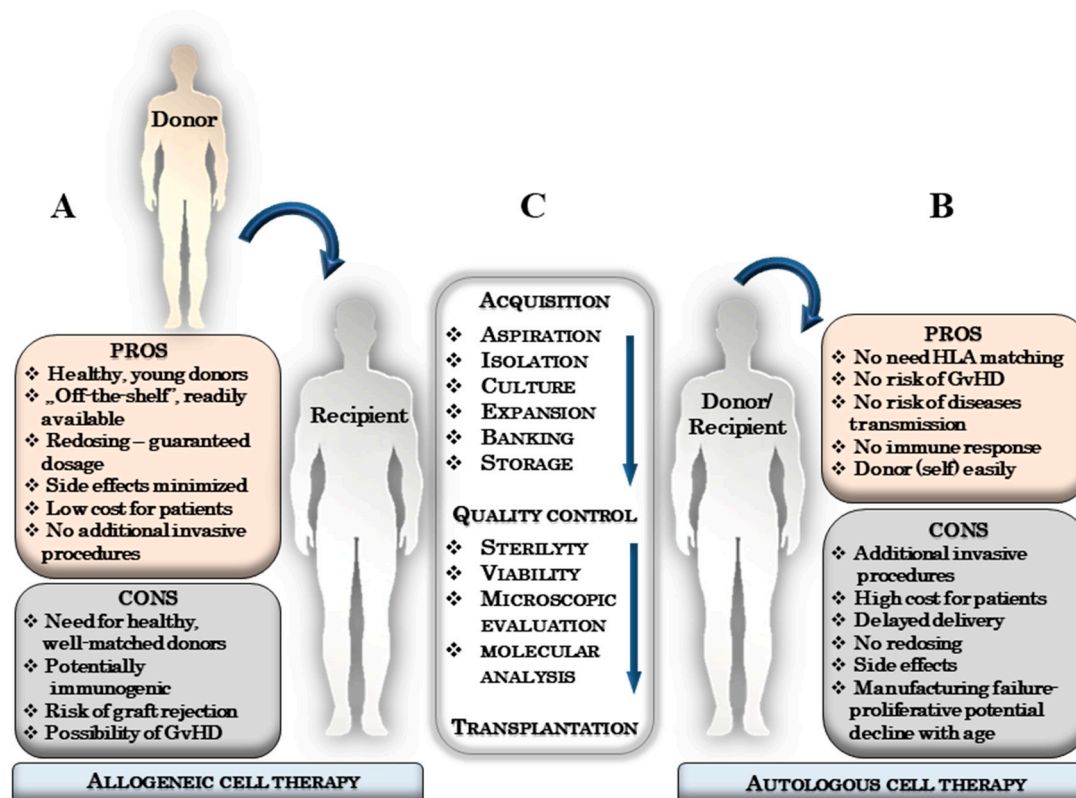 Donor
A
Recipient
PROS
❖ Healthy, young donors
❖ „Off-the-shelf”, readily
available
❖ Redosing – guaranteed
dosage
❖ Side effects minimized
❖ Low cost for patients
❖ No additional invasive
procedures
CONS
❖ Need for healthy,
well-matched donors
❖ Potentially
immunogenic
❖ Risk of graft rejection
❖ Possibility of GvHD
ALLOGENEIC CELL THERAPY
C
ACQUISITION
❖ ASPIRATION
❖ ISOLATION
❖ CULTURE
❖ EXPANSION
❖ BANKING
❖ STORAGE
QUALITY CONTROL
❖ STERILYTY
❖ VIABILITY
❖ MICROSCOPIC
EVALUATION
❖ MOLECULAR
ANALYSIS
TRANSPLANTATION
B
Donor/
Recipient
PROS
❖ No need HLA matching
❖ No risk of GvHD
❖ No risk of diseases
transmission
❖ No immune response
❖ Donor (self) easily
CONS
❖ Additional invasive
procedures
❖ High cost for patients
❖ Delayed delivery
❖ No redosing
❖ Side effects
❖ Manufacturing failure-
proliferative potential
decline with age
AUTOLOGOUS CELL THERAPY